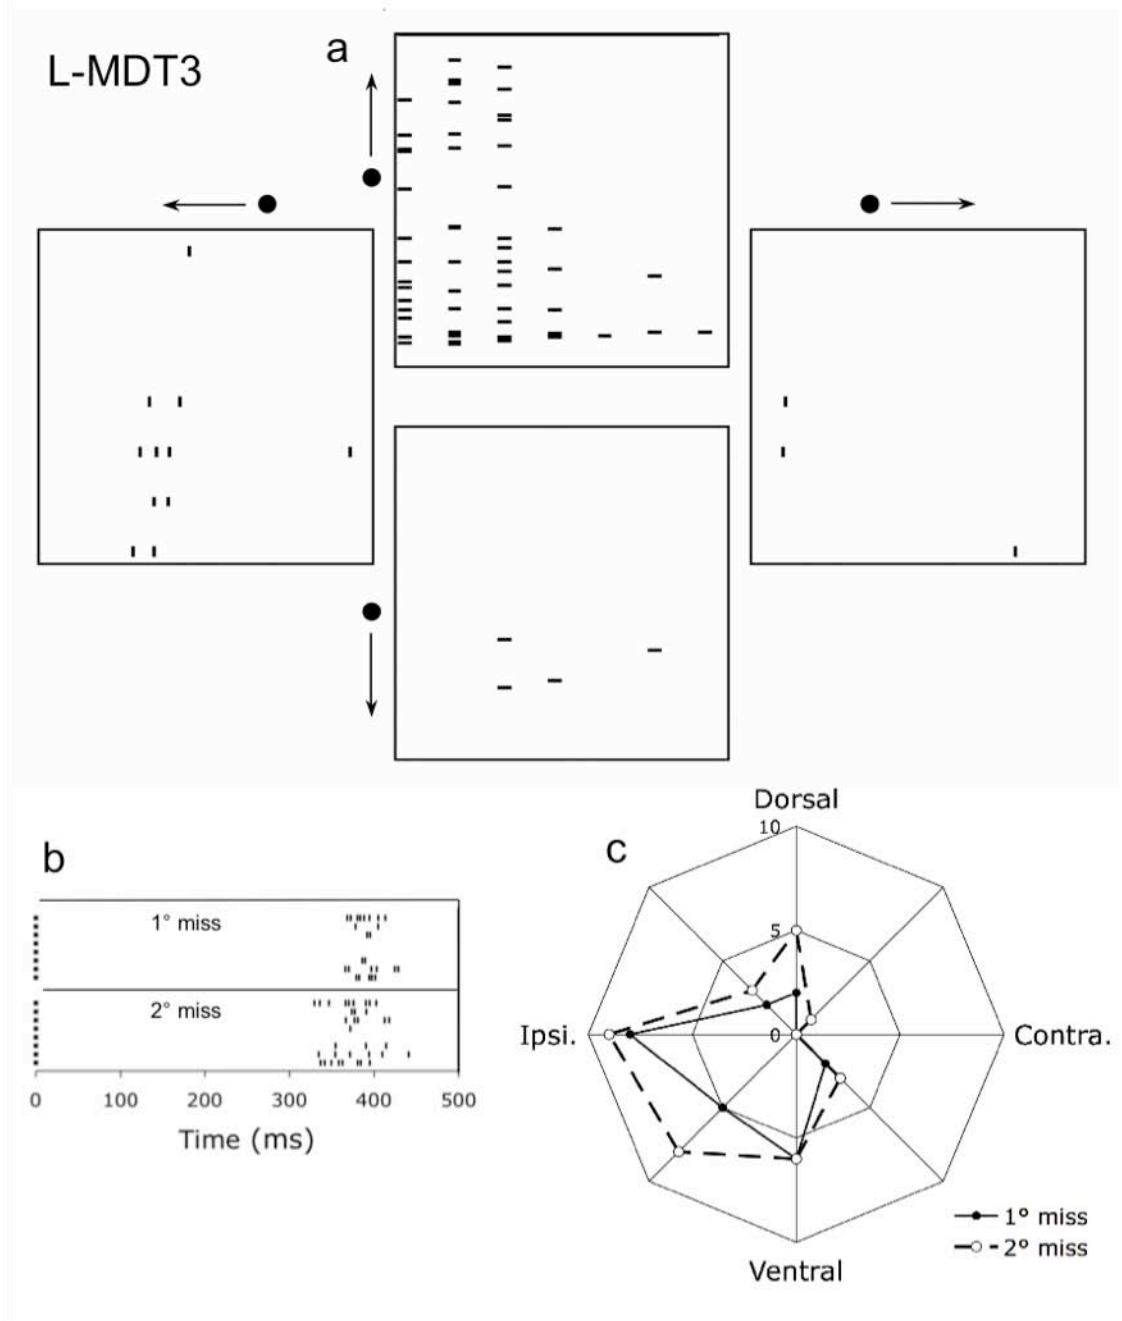 a
L-MDT3
b
1° miss
2° miss
0 100 200 300 400 500
Time (ms)
c
Dorsal
10
5
Ipsi. 0 Contra.
Ventral
1° miss
2° miss